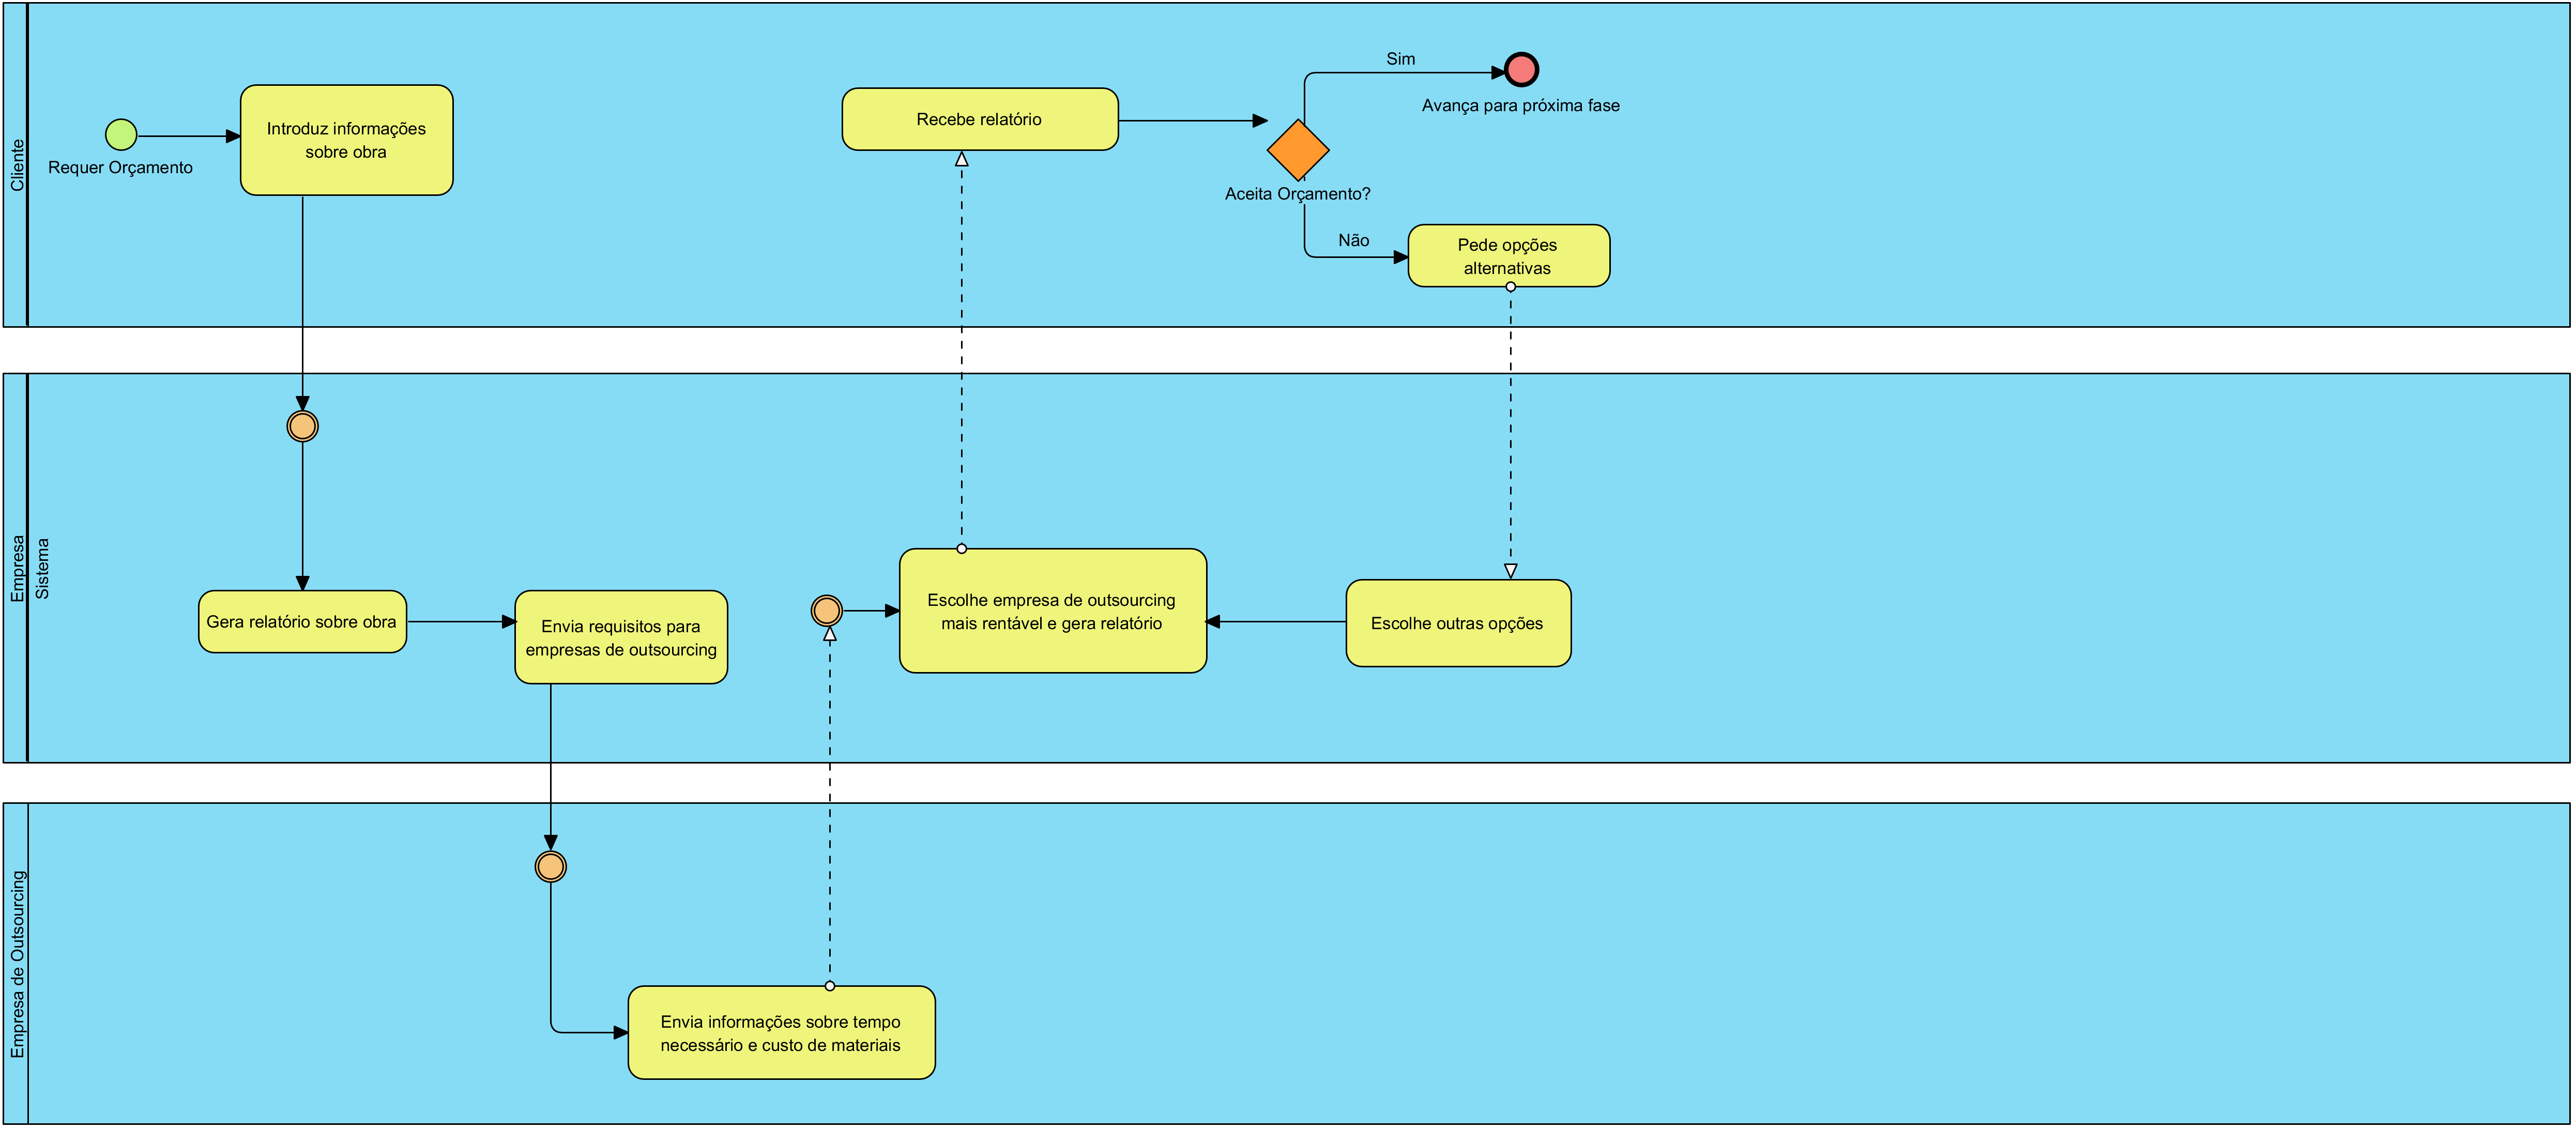 Cliente
Requer Orçamento
Introduz informações
sobre obra
Recebe relatório
Aceita Orçamento?
Sim
Avança para próxima fase
Não
Pede opções
alternativas
Empresa
Sistema
Gera relatório sobre obra
Envia requisitos para
empresas de outsourcing
Escolhe empresa de outsourcing
mais rentável e gera relatório
Escolhe outras opções
Empresa de Outsourcing
Envia informações sobre tempo
necessário e custo de materiais